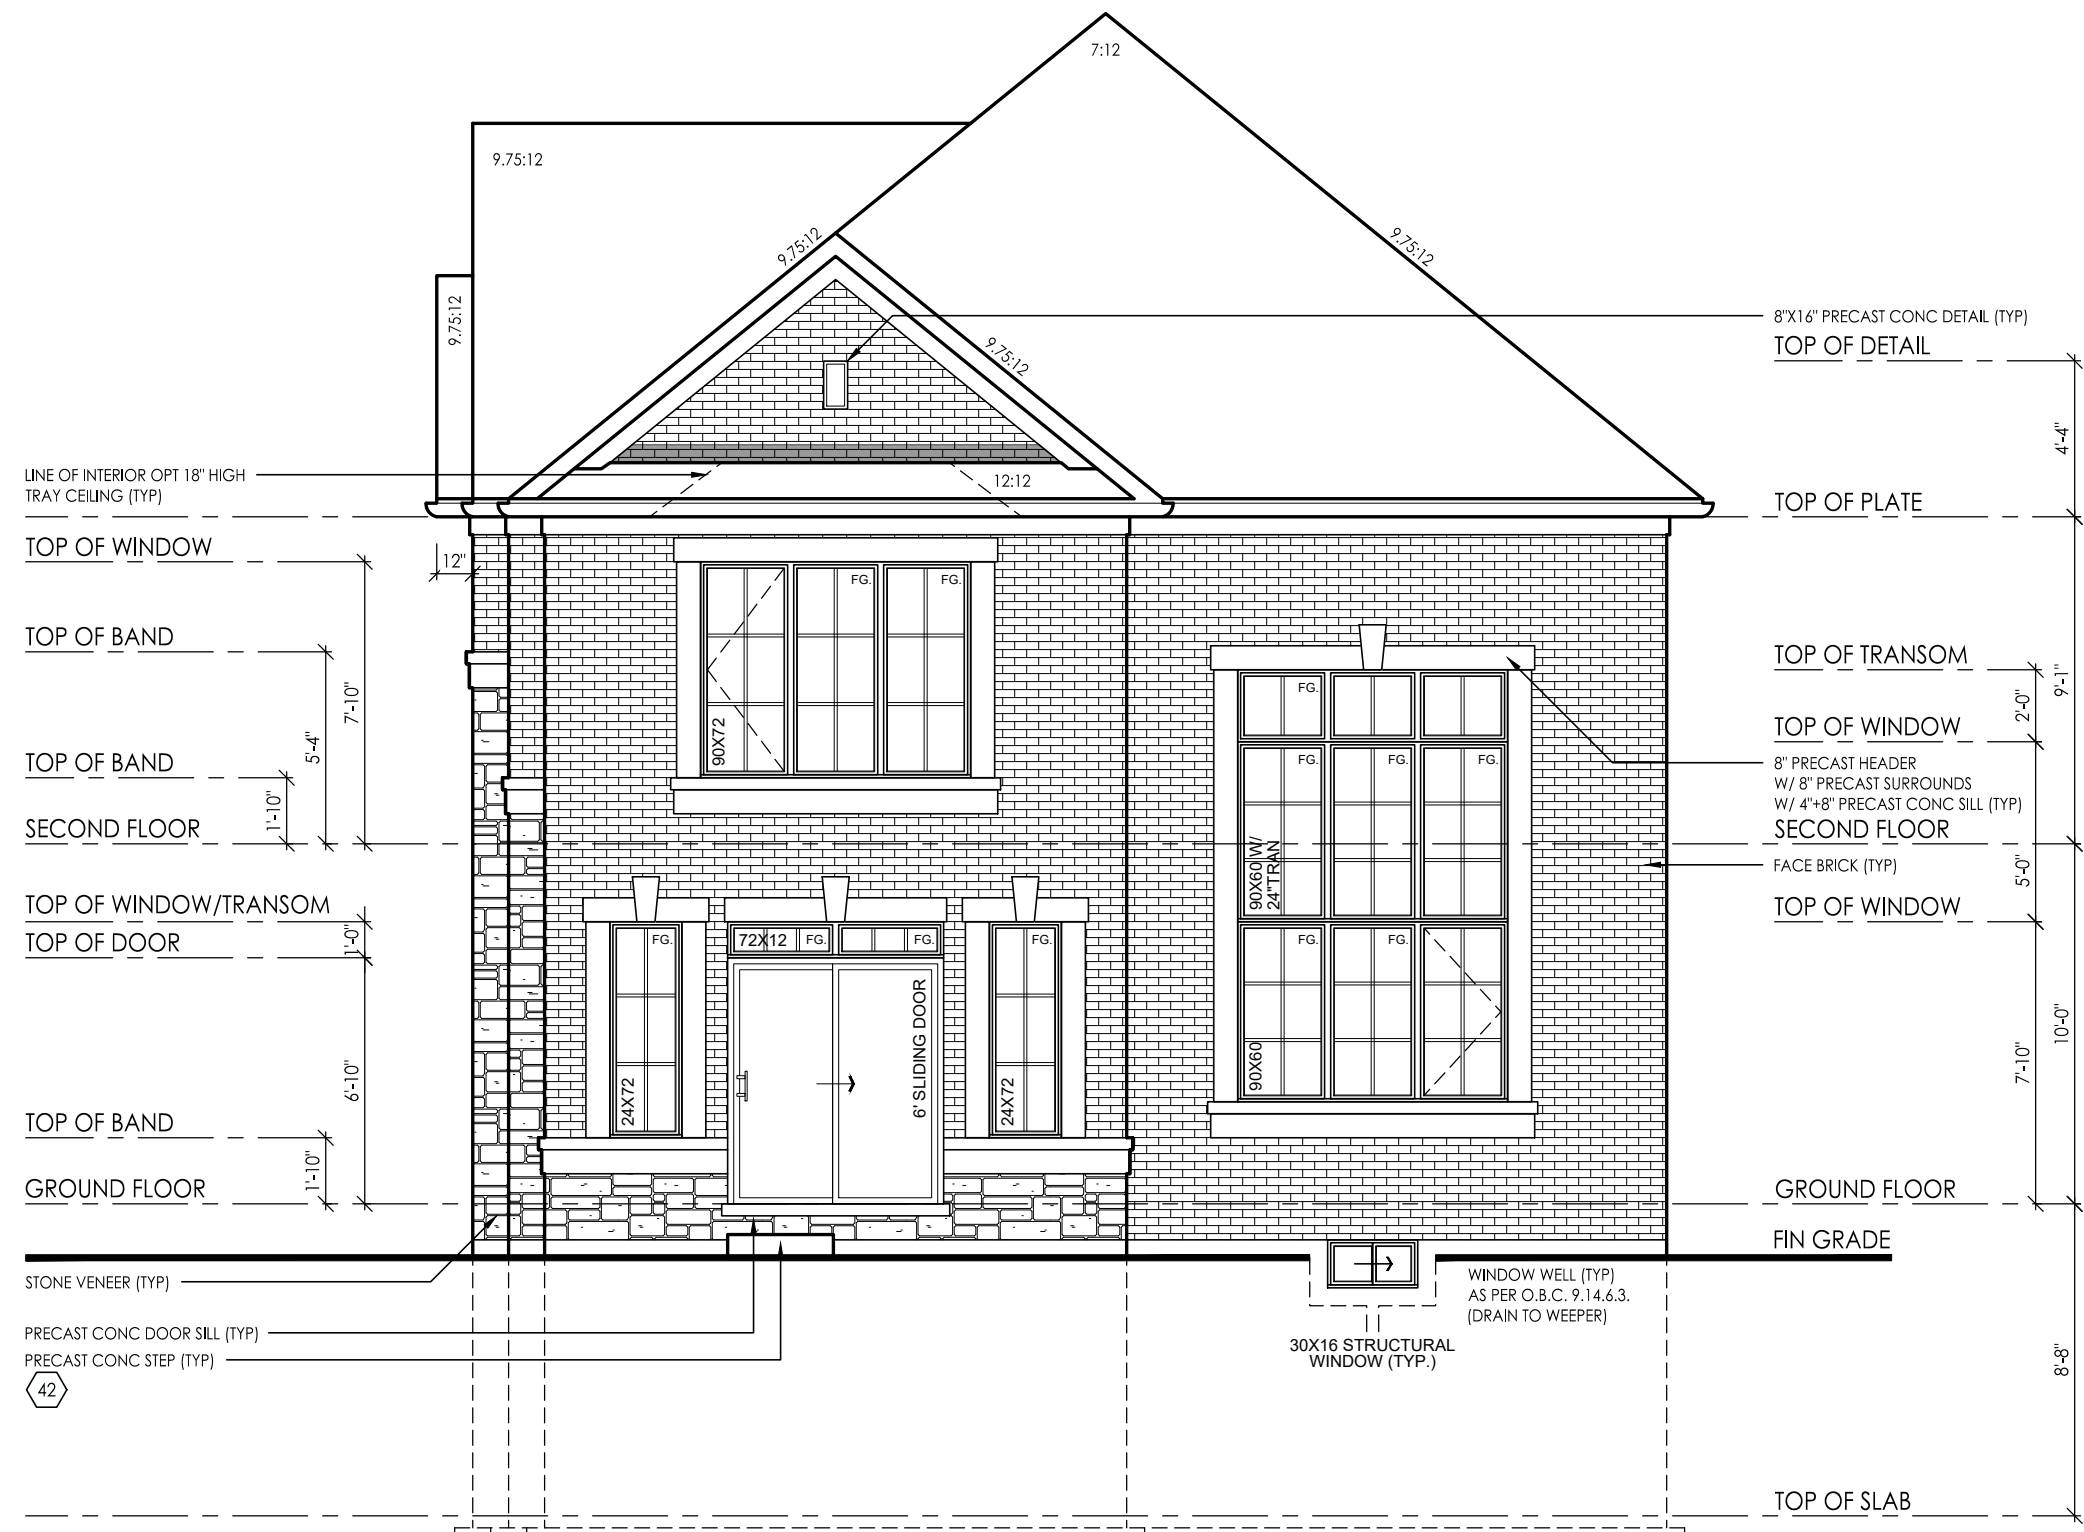 7:12
9.75:12
9.75:12
9.75:12
9.75:12
9.75:12
8"X16" PRECAST CONC DETAIL (TYP)
TOP OF DETAIL
4'-4"
LINE OF INTERIOR OPT 18" HIGH
TRAY CEILING (TYP)
12:12
TOP OF PLATE
TOP OF WINDOW
12"
FG.
FG.
90X72
TOP OF BAND
7'-10"
5'-4"
TOP OF BAND
1'-10"
SECOND FLOOR
TOP OF TRANSOM
2'-0"
9'-1"
TOP OF WINDOW
8" PRECAST HEADER
W/ 8" PRECAST SURROUNDS
W/ 4"+8" PRECAST CONC SILL (TYP)
SECOND FLOOR
FACE BRICK (TYP)
5'-0"
TOP OF WINDOW
FG.
FG.
FG.
FG.
90X60 W/
24"TRAN
FG.
FG.
90X60
TOP OF WINDOW/TRANSOM
1'-0"
TOP OF DOOR
6'-10"
FG.
72X12
FG.
FG.
FG.
24X72
6' SLIDING DOOR
24X72
7'-10"
10'-0"
TOP OF BAND
1'-10"
GROUND FLOOR
GROUND FLOOR
FIN GRADE
STONE VENEER (TYP)
WINDOW WELL (TYP)
AS PER O.B.C. 9.14.6.3.
(DRAIN TO WEEPER)
PRECAST CONC DOOR SILL (TYP)
30X16 STRUCTURAL
WINDOW (TYP.)
PRECAST CONC STEP (TYP)
42
8'-8"
TOP OF SLAB